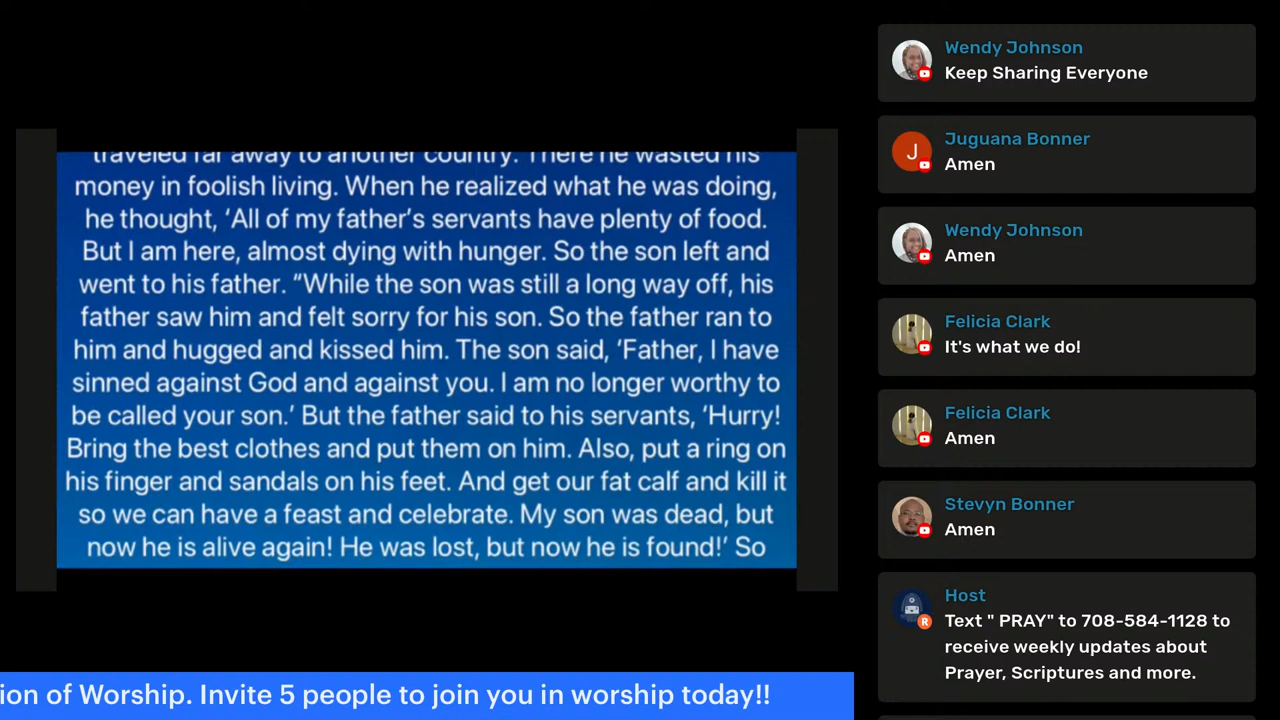 traveled far away to another country. There he wasted his
money in foolish living. When he realized what he was doing,
he thought, ‘All of my father’s servants have plenty of food.
But I am here, almost dying with hunger. So the son left and
went to his father. “While the son was still a long way off, his
father saw him and felt sorry for his son. So the father ran to
him and hugged and kissed him. The son said, ‘Father, I have
sinned against God and against you. I am no longer worthy to
be called your son.’ But the father said to his servants, ‘Hurry!
Bring the best clothes and put them on him. Also, put a ring on
his finger and sandals on his feet. And get our fat calf and kill it
so we can have a feast and celebrate. My son was dead, but
now he is alive again! He was lost, but now he is found!’ So
ion of Worship. Invite 5 people to join you in worship today!!
Wendy Johnson
Keep Sharing Everyone
J
Juguana Bonner
Amen
Wendy Johnson
Amen
Felicia Clark
It's what we do!
Felicia Clark
Amen
Stevyn Bonner
Amen
R
Host
Text " PRAY" to 708-584-1128 to
receive weekly updates about
Prayer, Scriptures and more.